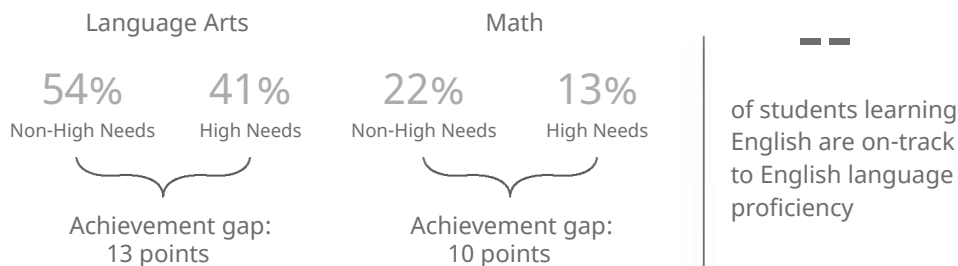 Language Arts
54%
Non-High Needs
41%
High Needs
Achievement gap:
13 points
Math
22%
Non-High Needs
13%
High Needs
Achievement gap:
10 points
--
of students learning
English are on-track
to English language
proficiency